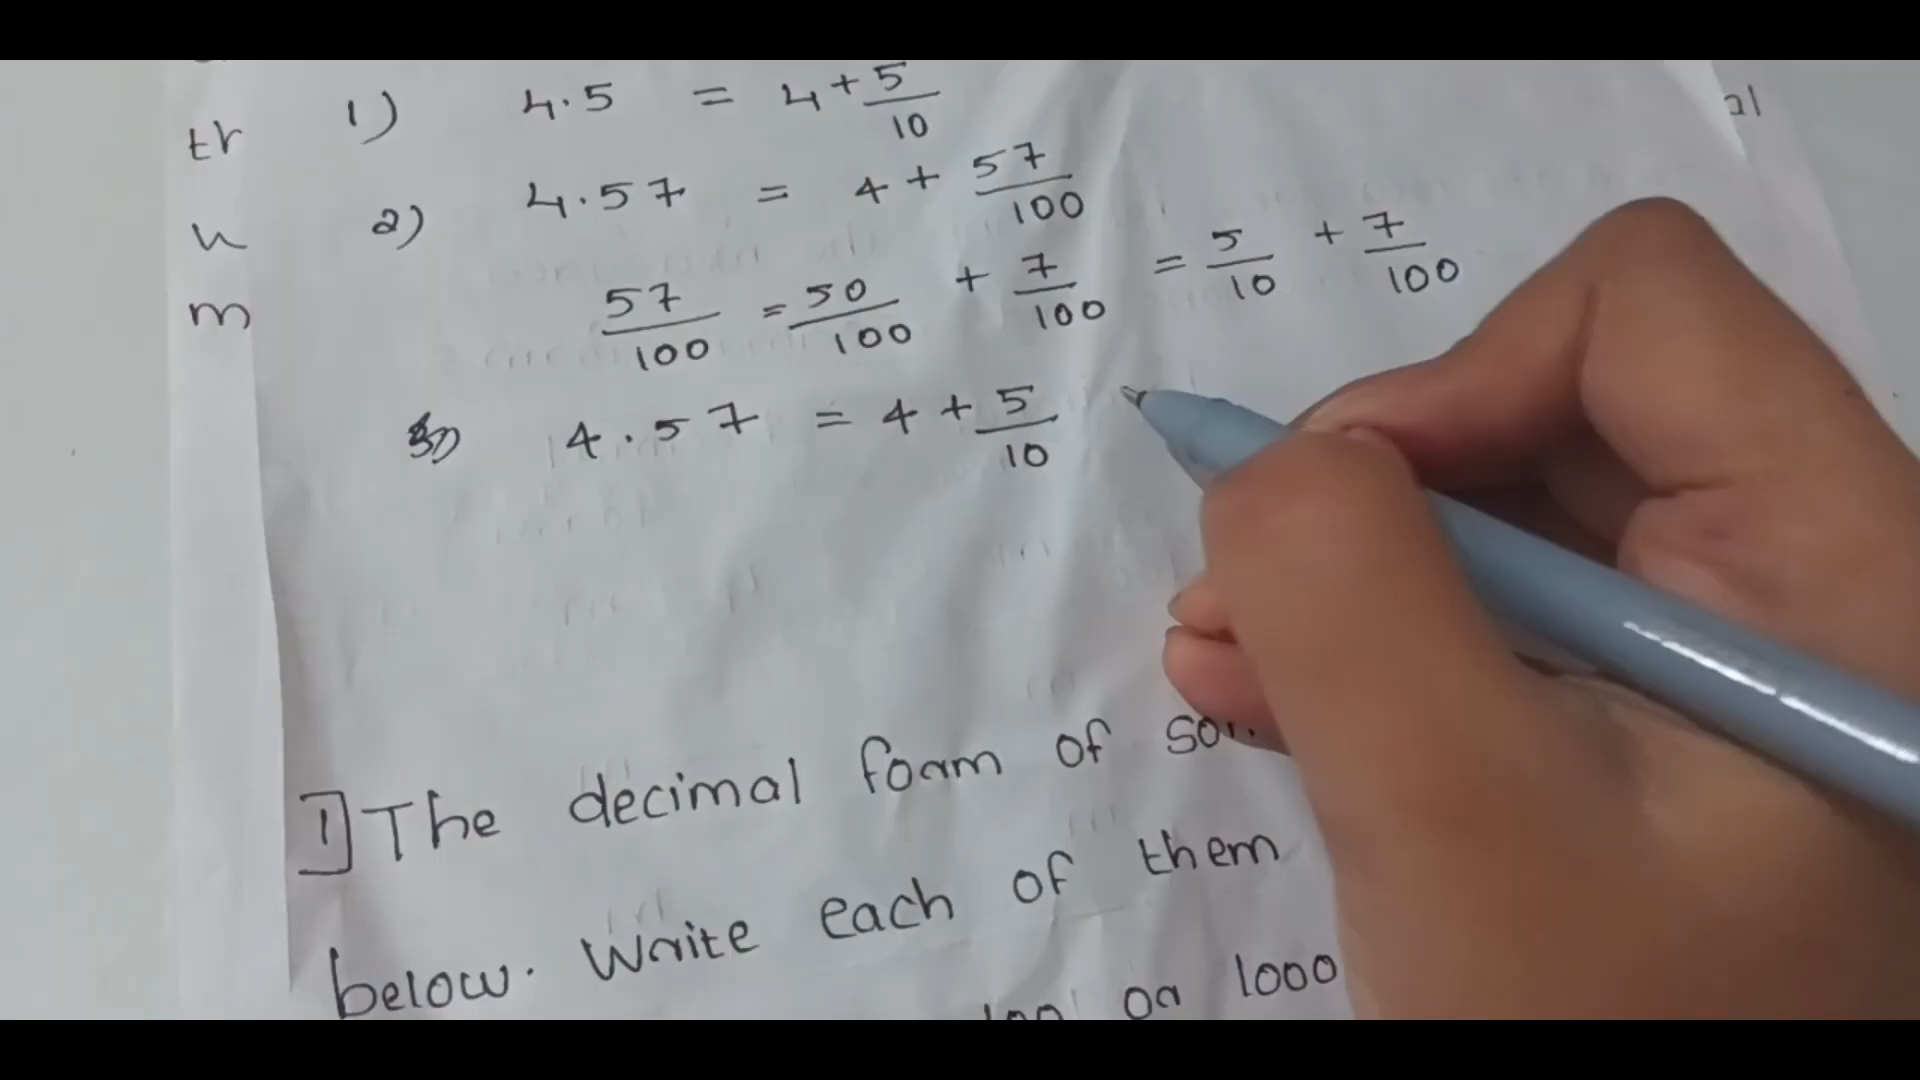 th 1) 4.5 = 4 + 5/10
h 2) 4.57 = 4 + 57/100
m 57/100 = 50/100 + 7/100 = 5/10 + 7/100
4.57 = 4 + 5/10
1] The decimal form of
below. Write each of them
or 1000
al